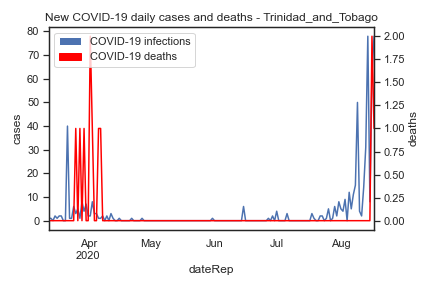 New COVID-19 daily cases and deaths - Trinidad_and_Tobago
COVID-19 infections
COVID-19 deaths
80
70
60
50
40
30
20
10
0
cases
2.00
1.75
1.50
1.25
1.00
0.75
0.50
0.25
0.00
deaths
Apr May Jun Jul Aug
2020
dateRep